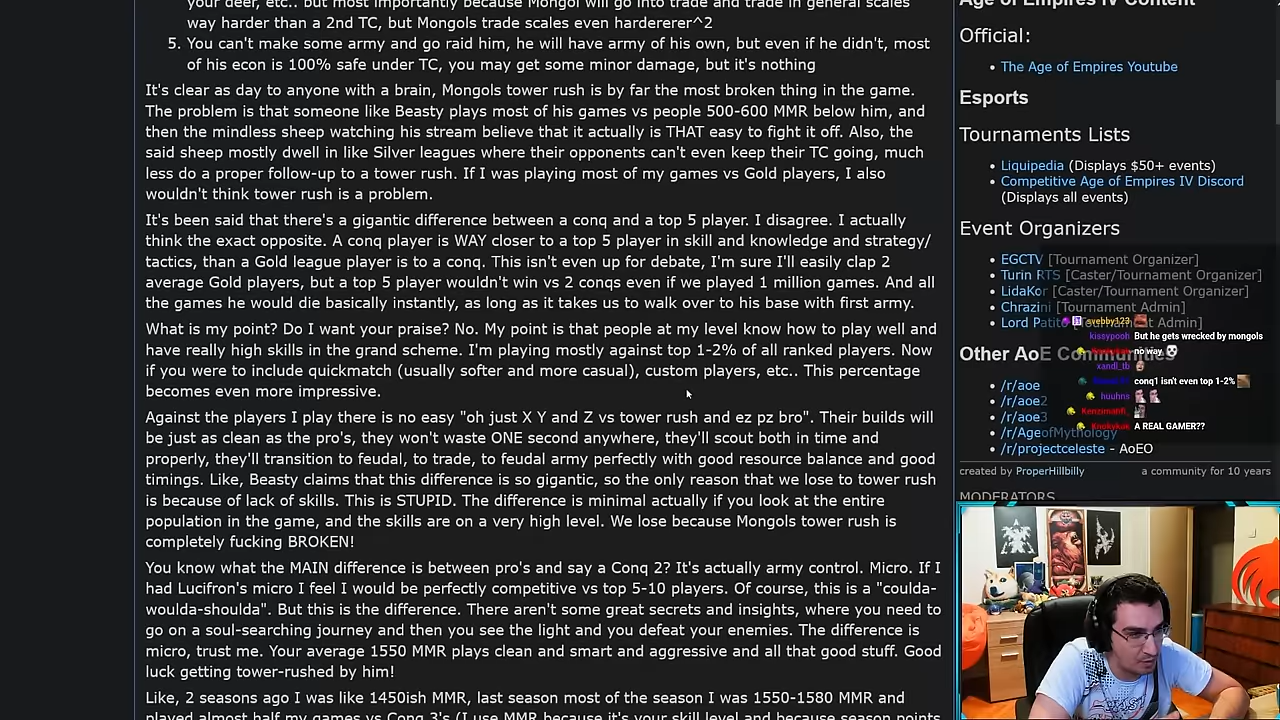 your deer, etc.. but most importantly because Mongol will go into trade and trade in general scales
way harder than a 2nd TC, but Mongols trade scales even hardererer^2
5. You can't make some army and go raid him, he will have army of his own, but even if he didn't, most
of his econ is 100% safe under TC, you may get some minor damage, but it's nothing
It's clear as day to anyone with a brain, Mongols tower rush is by far the most broken thing in the game.
The problem is that someone like Beasty plays most of his games vs people 500-600 MMR below him, and
then the mindless sheep watching his stream believe that it actually is THAT easy to fight it off. Also, the
said sheep mostly dwell in like Silver leagues where their opponents can't even keep their TC going, much
less do a proper follow-up to a tower rush. If I was playing most of my games vs Gold players, I also
wouldn't think tower rush is a problem.
It's been said that there's a gigantic difference between a conq and a top 5 player. I disagree. I actually
think the exact opposite. A conq player is WAY closer to a top 5 player in skill and knowledge and strategy/
tactics, than a Gold league player is to a conq. This isn't even up for debate, I'm sure I'll easily clap 2
average Gold players, but a top 5 player wouldn't win vs 2 conqs even if we played 1 million games. And all
the games he would die basically instantly, as long as it takes us to walk over to his base with first army.
What is my point? Do I want your praise? No. My point is that people at my level know how to play well and
have really high skills in the grand scheme. I'm playing mostly against top 1-2% of all ranked players. Now
if you were to include quickmatch (usually softer and more casual), custom players, etc.. This percentage
becomes even more impressive.
Against the players I play there is no easy "oh just X Y and Z vs tower rush and ez pz bro". Their builds will
be just as clean as the pro's, they won't waste ONE second anywhere, they'll scout both in time and
properly, they'll transition to feudal, to trade, to feudal army perfectly with good resource balance and good
timings. Like, Beasty claims that this difference is so gigantic, so the only reason that we lose to tower rush
is because of lack of skills. This is STUPID. The difference is minimal actually if you look at the entire
population in the game, and the skills are on a very high level. We lose because Mongols tower rush is
completely fucking BROKEN!
You know what the MAIN difference is between pro's and say a Conq 2? It's actually army control. Micro. If I
had Lucifron's micro I feel I would be perfectly competitive vs top 5-10 players. Of course, this is a "coulda-
woulda-shoulda". But this is the difference. There aren't some great secrets and insights, where you need to
go on a soul-searching journey and then you see the light and you defeat your enemies. The difference is
micro, trust me. Your average 1550 MMR plays clean and smart and aggressive and all that good stuff. Good
luck getting tower-rushed by him!
Like, 2 seasons ago I was like 1450ish MMR, last season most of the season I was 1550-1580 MMR and
played almost half my games vs Conq 3's (I use MMR because it's your skill level and because season points
Age of Empires IV Content
Official:
The Age of Empires Youtube
Esports
Tournaments Lists
Liquipedia (Displays $50+ events)
Competitive Age of Empires IV Discord
(Displays all events)
Event Organizers
EGCTV [Tournament Organizer]
Turin RTS [Caster/Tournament Organizer]
LidaKor [Caster/Tournament Organizer]
Chrazini [Tournament Admin]
Lord Patito [Tournament Admin]
Other AoE Communities
/r/aoe
/r/aoe2
/r/aoe3
/r/AgeofMythology
/r/projectceleste - AoEO
created by ProperHillbilly a community for 10 years
MODERATORS
kissypooh But he gets wrecked by mongols
no way
xandl_tb
conq1 isn't even top 1-2%
huuhns
Kenzimanfi_
A REAL GAMER??